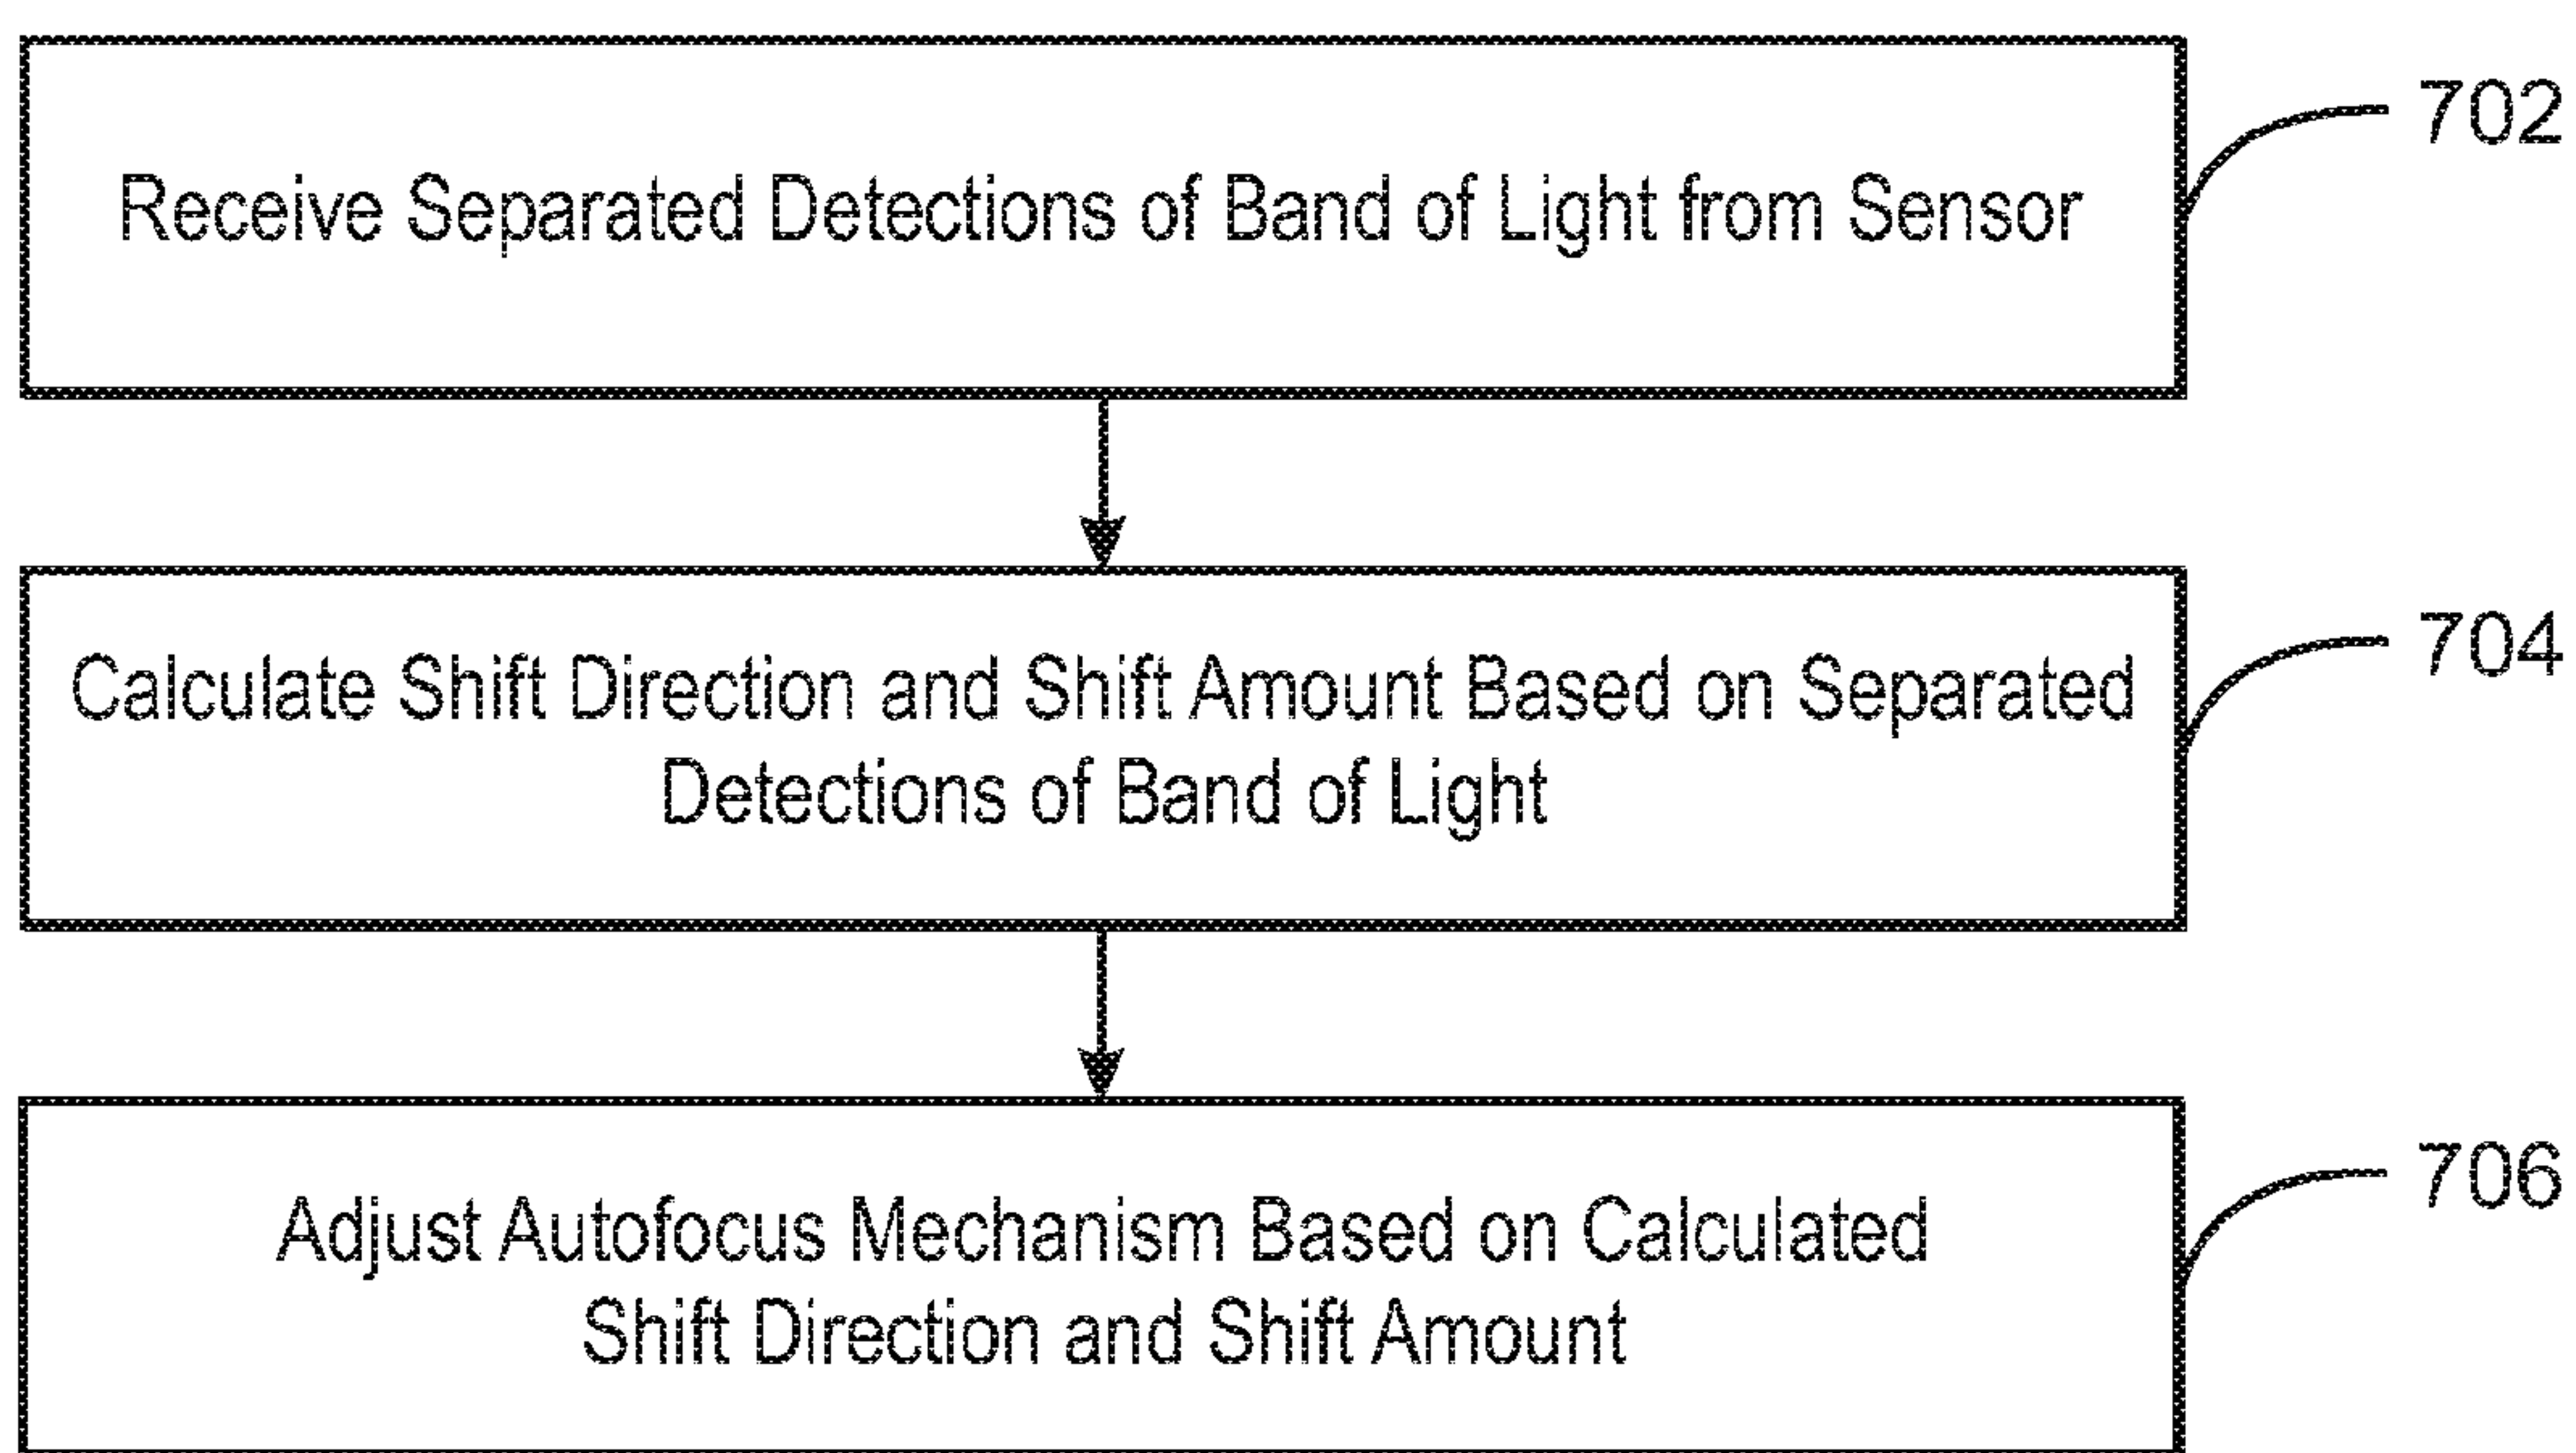 Receive Separated Detections of Band of Light from Sensor
702
Calculate Shift Direction and Shift Amount Based on Separated
Detections of Band of Light
704
Adjust Autofocus Mechanism Based on Calculated
Shift Direction and Shift Amount
706